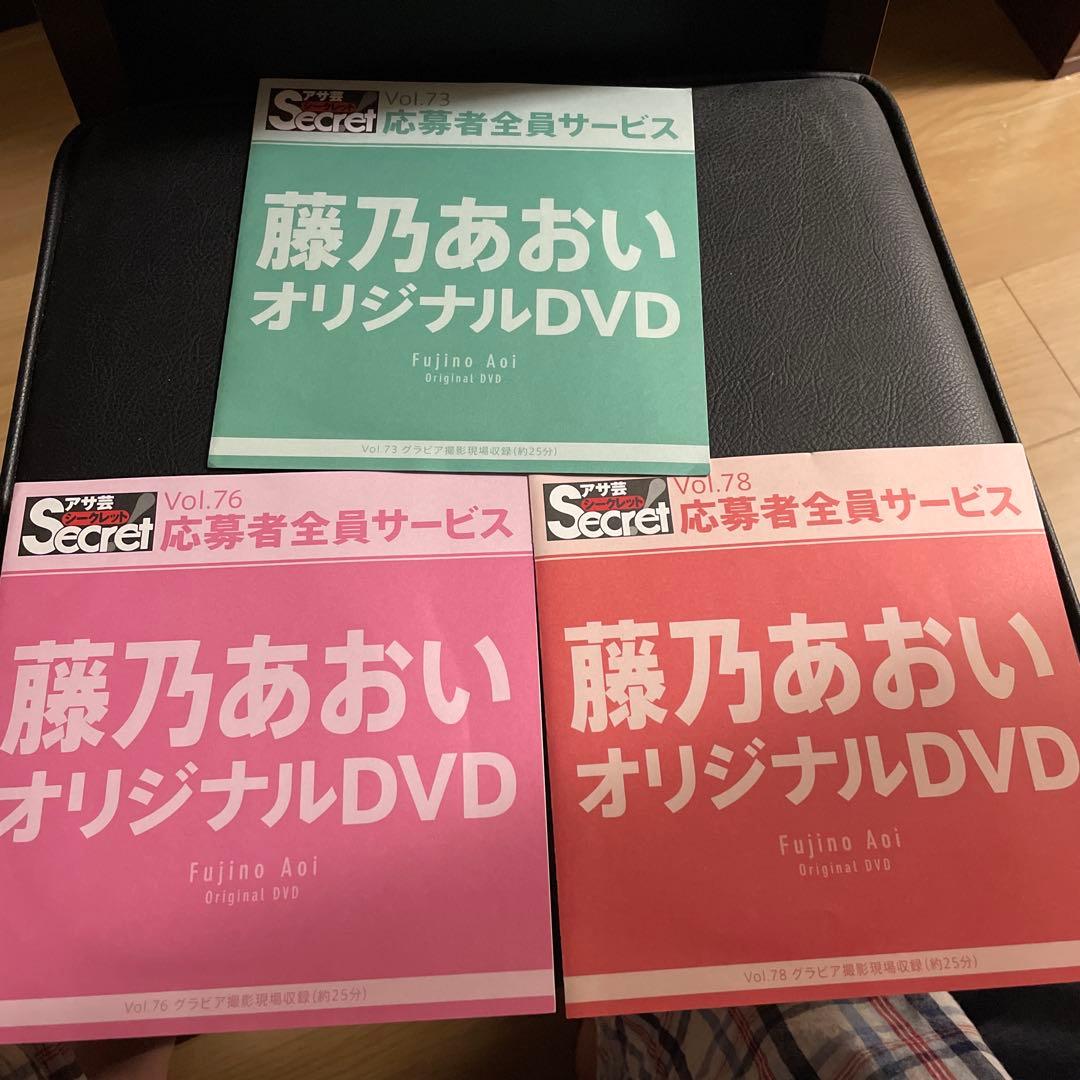 アサ芸
シークレット!
Secret
Vol.73
応募者全員サービス
藤乃あおい
オリジナルDVD
Fujino Aoi
Original DVD
Vol.73 グラビア撮影現場収録(約25分)
アサ芸
シークレット!
Secret
Vol.76
応募者全員サービス
藤乃あおい
オリジナルDVD
Fujino Aoi
Original DVD
Vol.76 グラビア撮影現場収録(約25分)
アサ芸
シークレット!
Secret
Vol.78
応募者全員サービス
藤乃あおい
オリジナルDVD
Fujino Aoi
Original DVD
Vol.78 グラビア撮影現場収録(約25分)